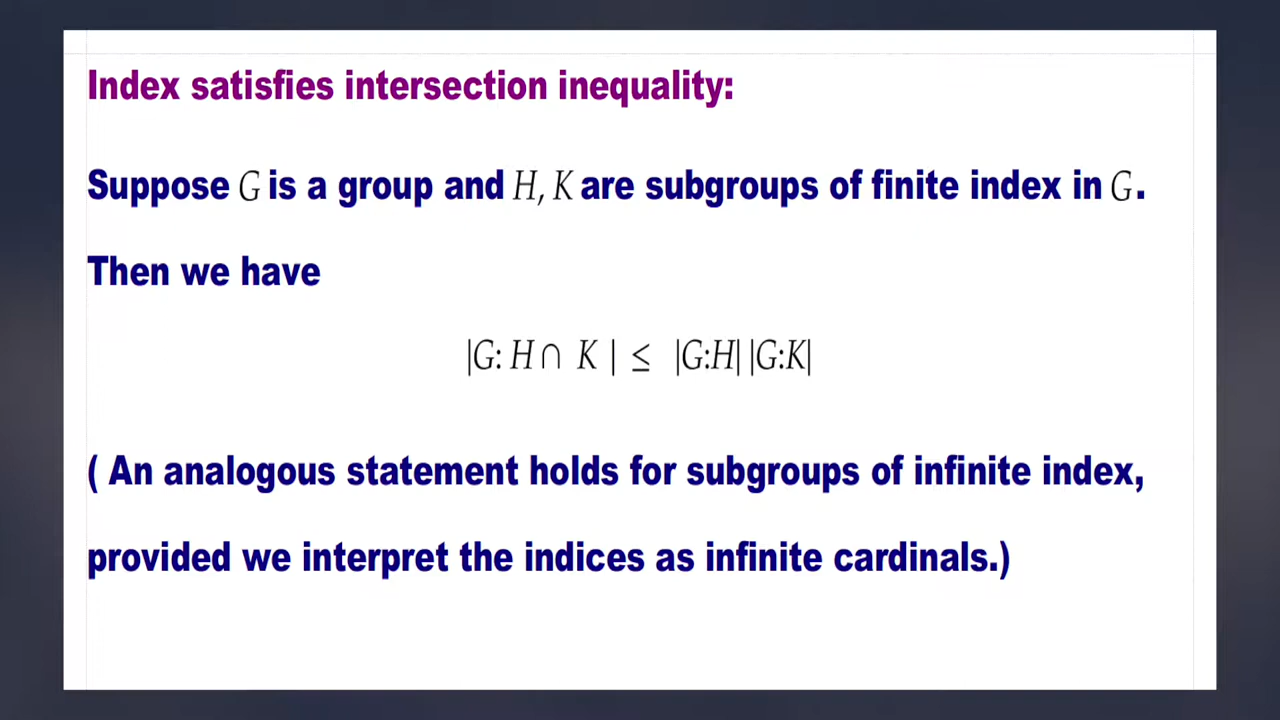 Index satisfies intersection inequality:
Suppose G is a group and H, K are subgroups of finite index in G.
Then we have
|G: H ∩ K | ≤ |G:H| |G:K|
( An analogous statement holds for subgroups of infinite index,
provided we interpret the indices as infinite cardinals.)